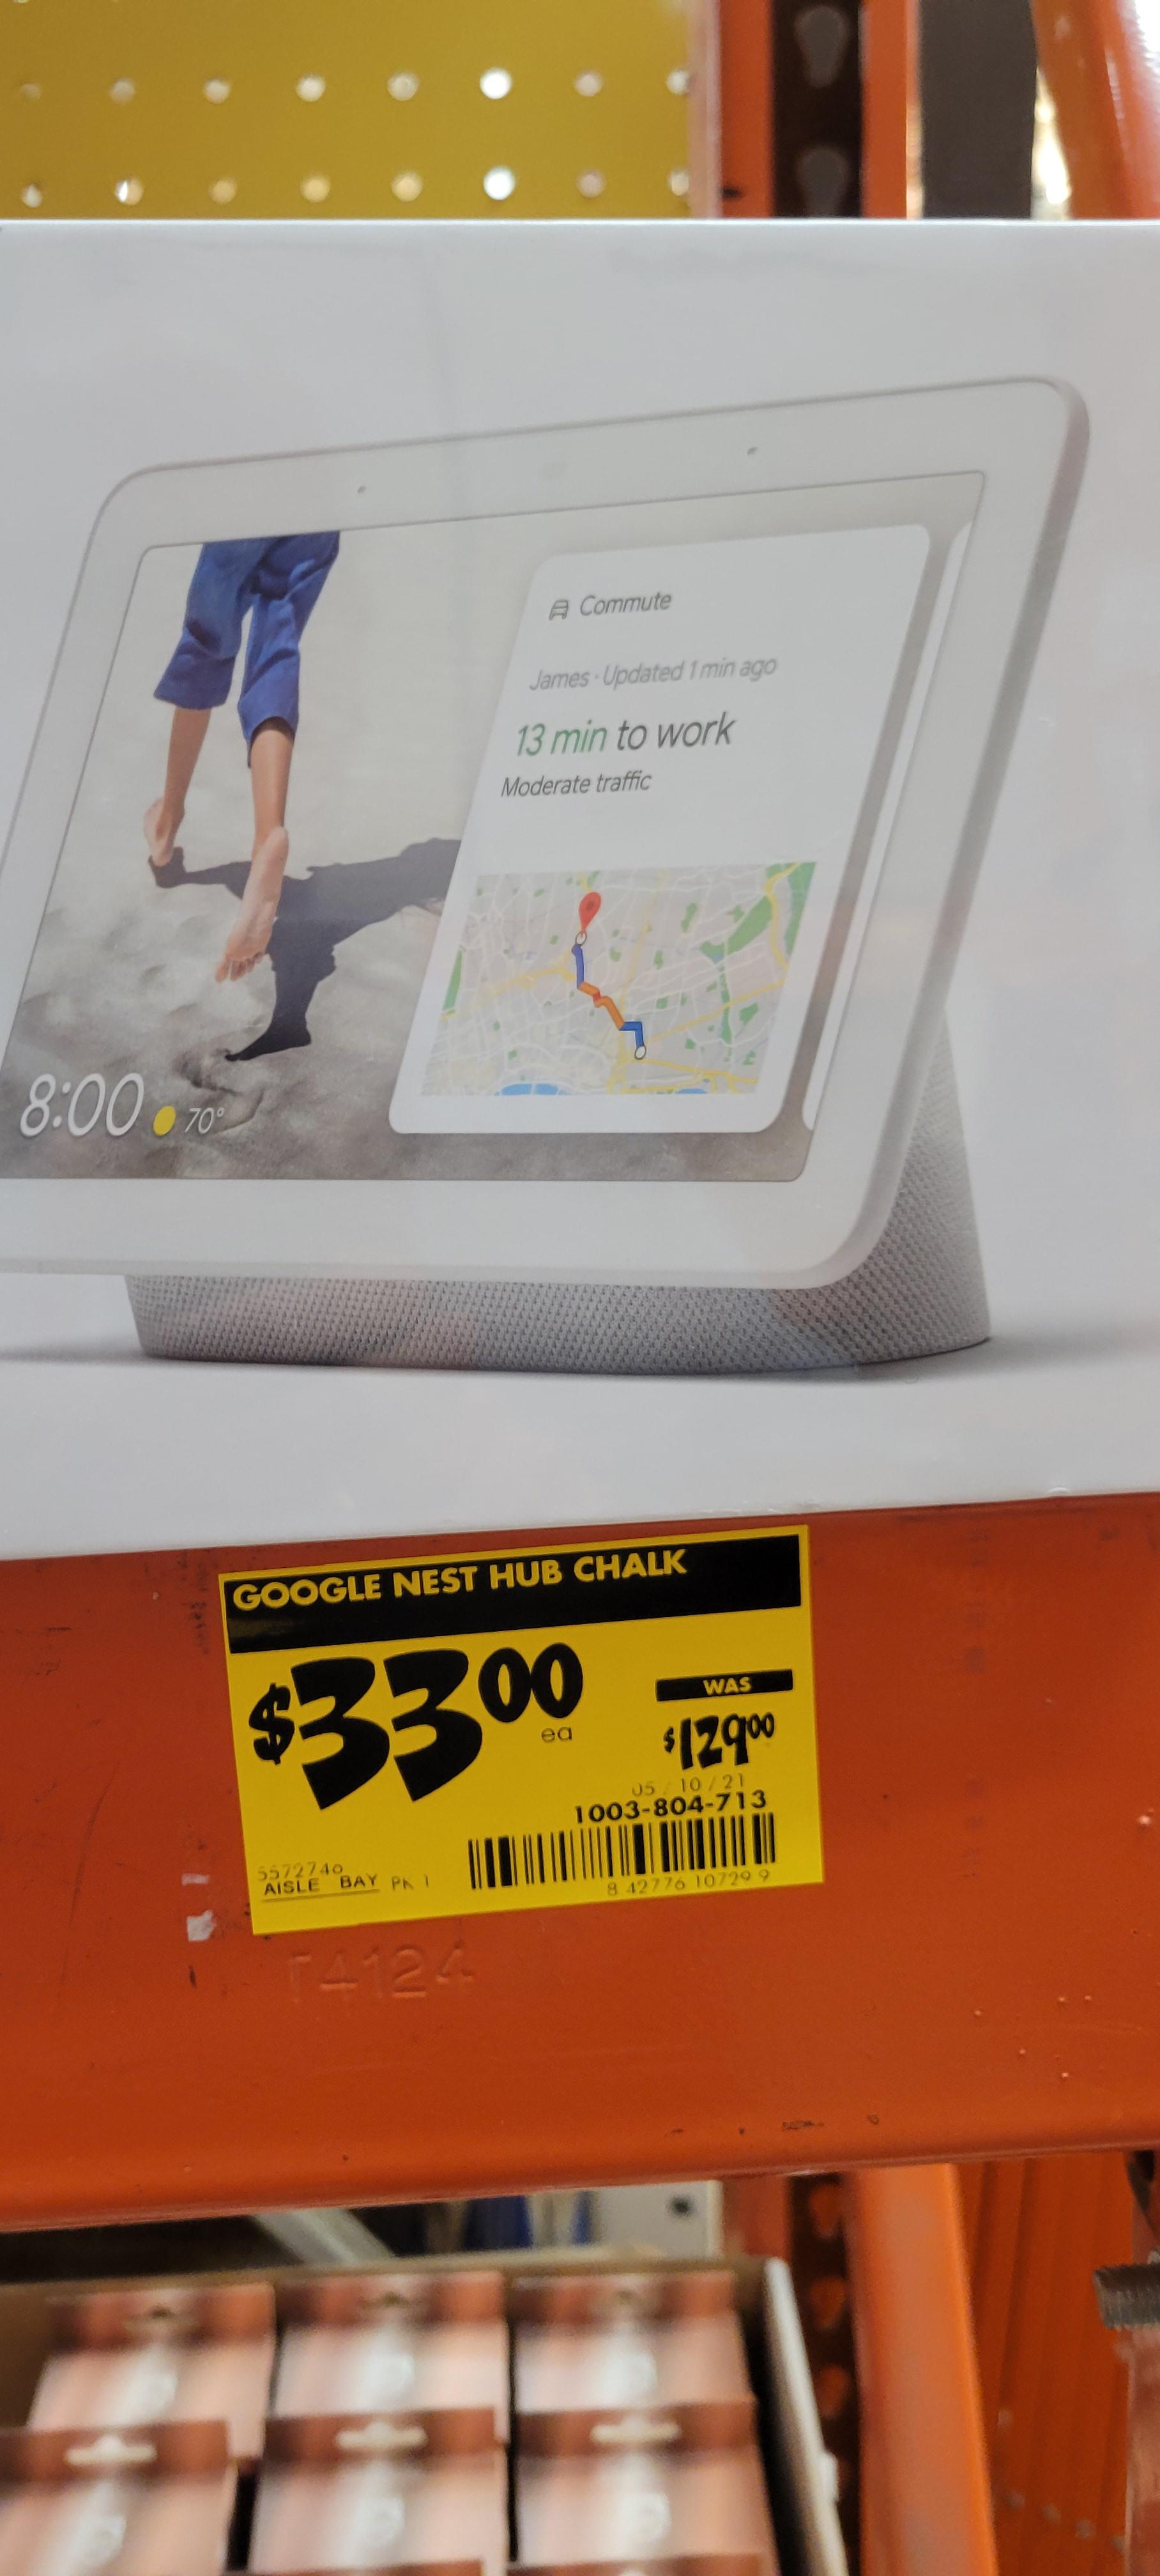 Commute
James · Updated 1 min ago
13 min to work
Moderate traffic
8:00 70°
GOOGLE NEST HUB CHALK
$33.00 ea
WAS
$129.00
05/10/21
1003-804-713
5572740
AISLE BAY
8 42776 10729 9
T4124